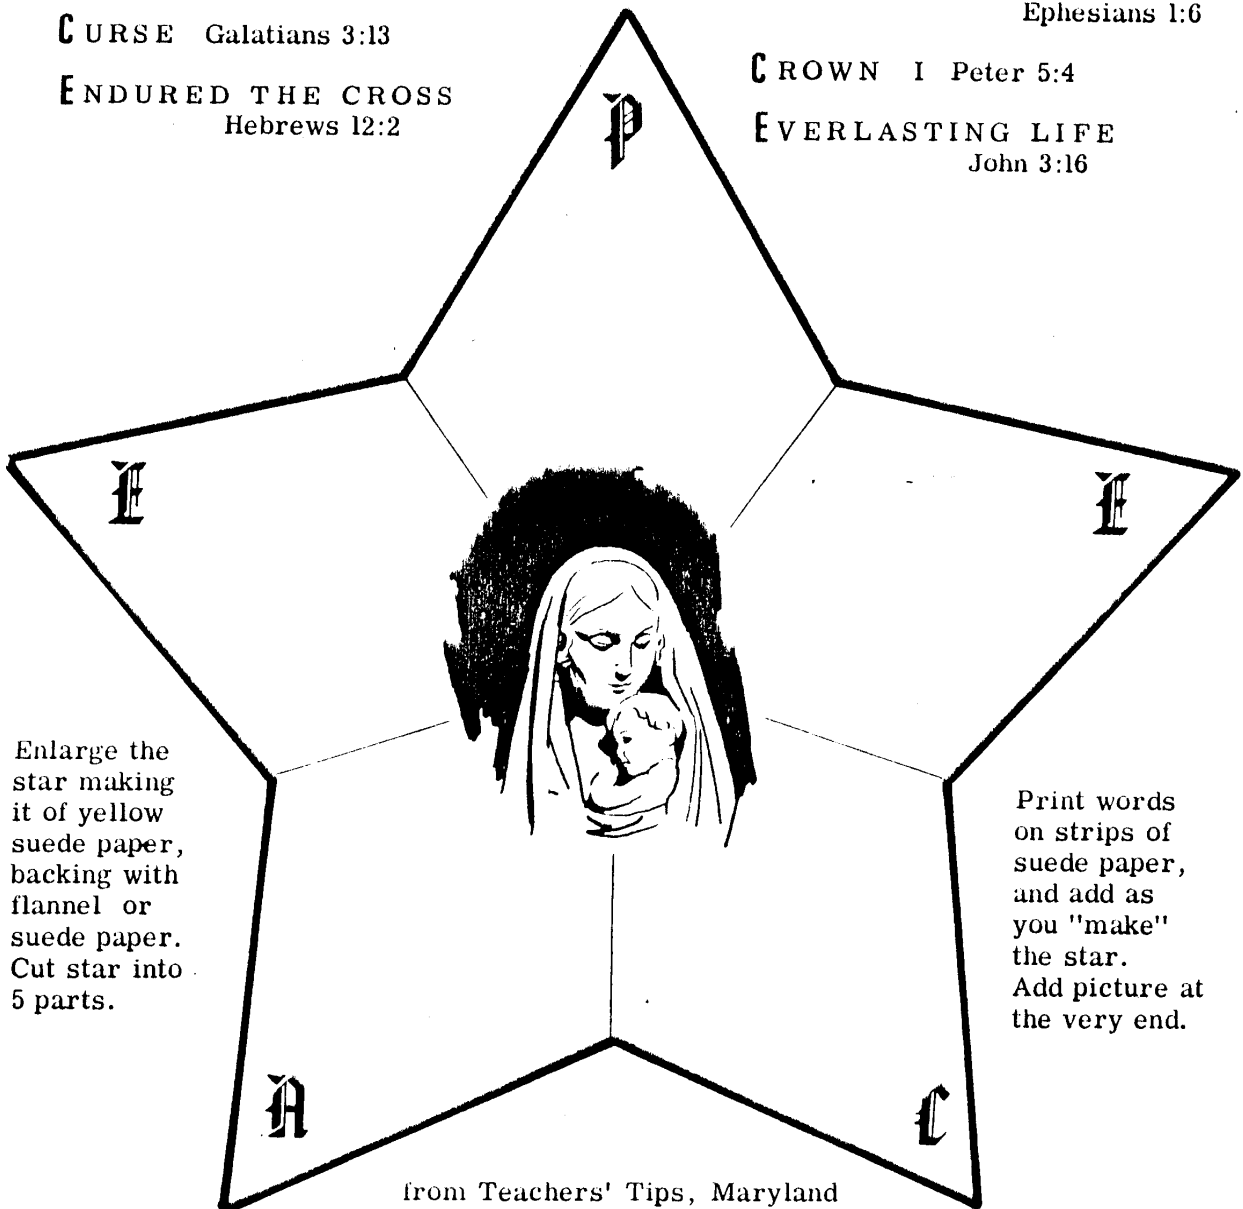 CURSE Galatians 3:13
ENDURED THE CROSS
Hebrews 12:2
Ephesians 1:6
CROWN I Peter 5:4
EVERLASTING LIFE
John 3:16
P
E
E
Enlarge the
star making
it of yellow
suede paper,
backing with
flannel or
suede paper.
Cut star into
5 parts.
Print words
on strips of
suede paper,
and add as
you "make"
the star.
Add picture at
the very end.
A
C
from Teachers' Tips, Maryland